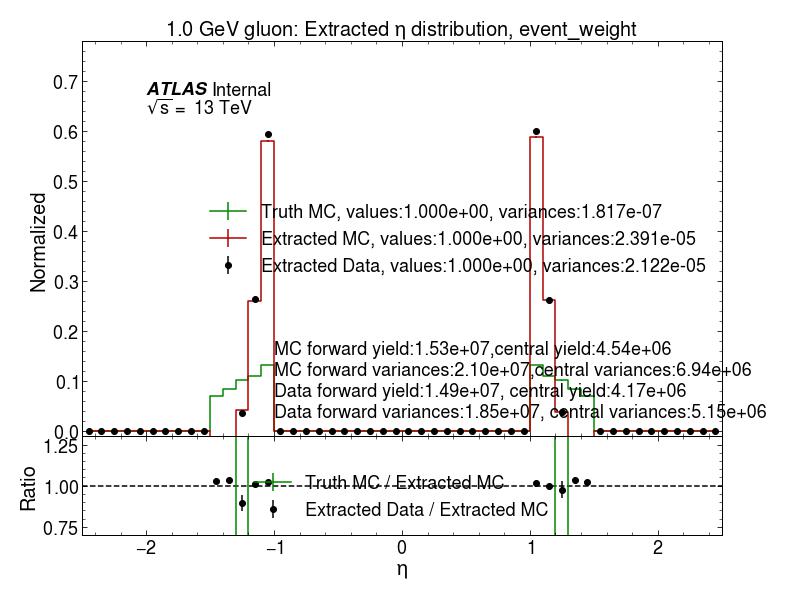 1.0 GeV gluon: Extracted η distribution, event_weight
ATLAS Internal
√s = 13 TeV
Normalized
0.7
0.6
0.5
0.4
0.3
0.2
0.1
0.0
Truth MC, values:1.000e+00, variances:1.817e-07
Extracted MC, values:1.000e+00, variances:2.391e-05
Extracted Data, values:1.000e+00, variances:2.122e-05
MC forward yield:1.53e+07,central yield:4.54e+06
MC forward variances:2.10e+07,central variances:6.94e+06
Data forward yield:1.49e+07, central yield:4.17e+06
Data forward variances:1.85e+07, central variances:5.15e+06
Ratio
1.25
1.00
0.75
Truth MC / Extracted MC
Extracted Data / Extracted MC
−2 −1 0 1 2
η